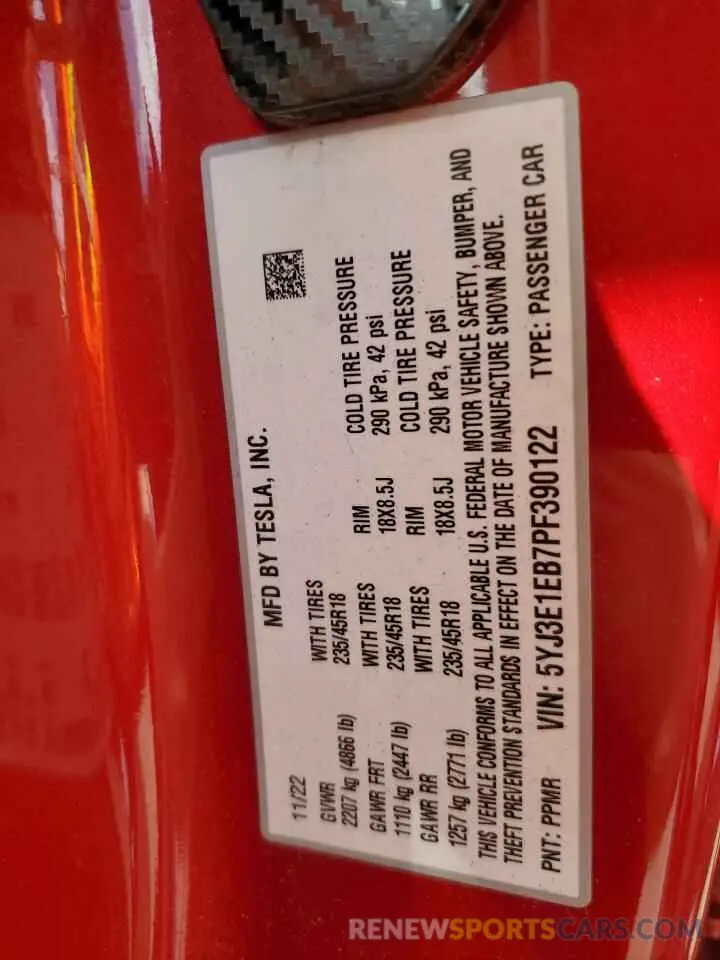 MFD BY TESLA, INC.
11/22
GVWR WITH TIRES RIM COLD TIRE PRESSURE
2207 kg (4866 lb) 235/45R18 18X8.5J 290 kPa, 42 psi
GAWR FRT WITH TIRES RIM COLD TIRE PRESSURE
1110 kg (2447 lb) 235/45R18 18X8.5J 290 kPa, 42 psi
GAWR RR WITH TIRES
1257 kg (2771 lb) 235/45R18
THIS VEHICLE CONFORMS TO ALL APPLICABLE U.S. FEDERAL MOTOR VEHICLE SAFETY, BUMPER, AND
THEFT PREVENTION STANDARDS IN EFFECT ON THE DATE OF MANUFACTURE SHOWN ABOVE.
PNT: PPMR VIN: 5YJ3E1EB7PF390122 TYPE: PASSENGER CAR
RENEWSPORTSCARS.COM